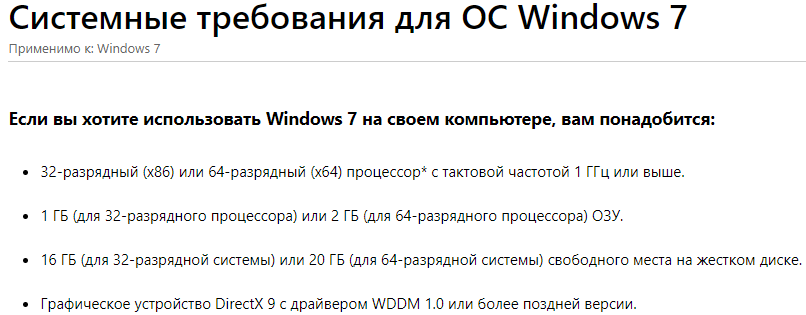 Системные требования для ОС Windows 7
Применимо к: Windows 7
Если вы хотите использовать Windows 7 на своем компьютере, вам понадобится:
• 32-разрядный (x86) или 64-разрядный (x64) процессор* с тактовой частотой 1 ГГц или выше.
• 1 ГБ (для 32-разрядного процессора) или 2 ГБ (для 64-разрядного процессора) ОЗУ.
• 16 ГБ (для 32-разрядной системы) или 20 ГБ (для 64-разрядной системы) свободного места на жестком диске.
• Графическое устройство DirectX 9 с драйвером WDDM 1.0 или более поздней версии.